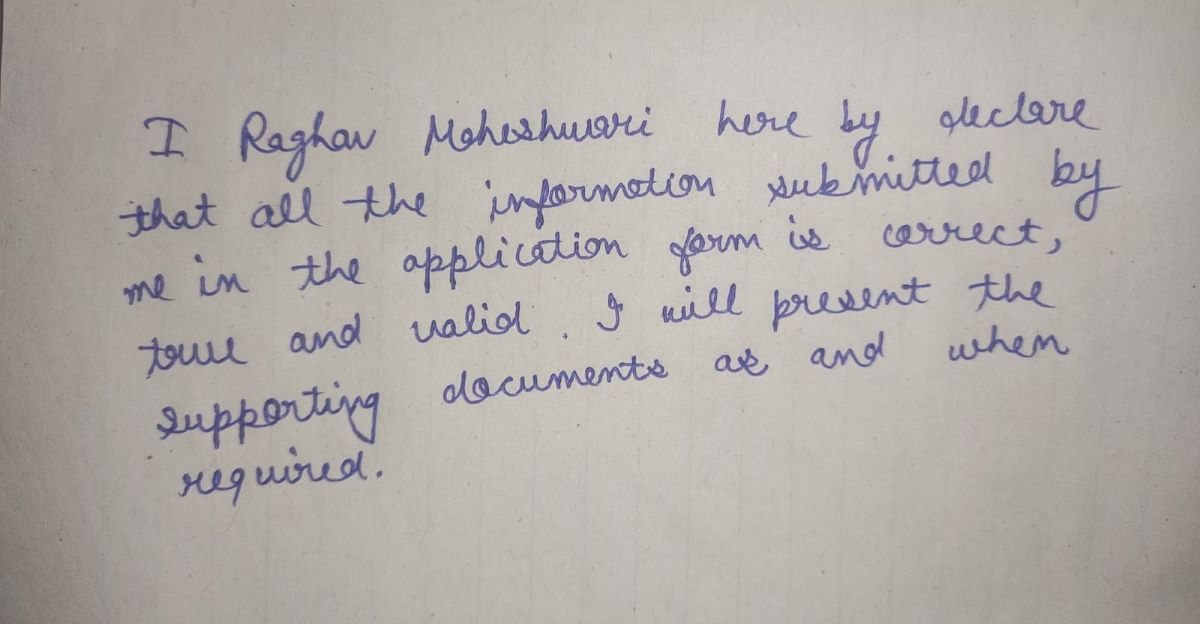 I Raghav Maheshwari here by declare
that all the information submitted by
me in the application form is correct,
true and valid. I will present the
supporting documents as and when
required.